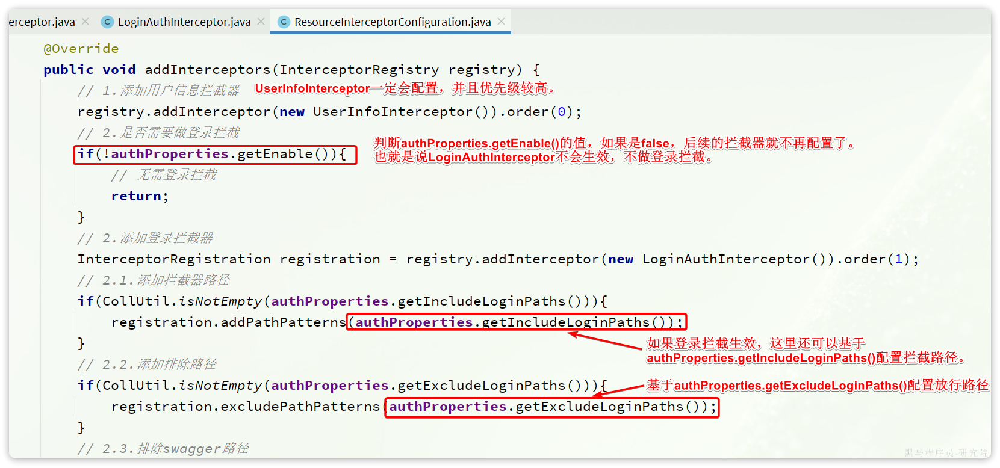 erceptor.java
LoginAuthInterceptor.java
ResourceInterceptorConfiguration.java
@Override
public void addInterceptors(InterceptorRegistry registry) {
// 1.添加用户信息拦截器
UserInfoInterceptor一定会配置，并且优先级较高。
registry.addInterceptor(new UserInfoInterceptor()).order(0);
// 2.是否需要做登录拦截
if(!authProperties.getEnable()){
判断authProperties.getEnable()的值，如果是false，后续的拦截器就不再配置了。
也就是说LoginAuthInterceptor不会生效，不做登录拦截。
// 无需登录拦截
return;
}
// 2.添加登录拦截器
InterceptorRegistration registration = registry.addInterceptor(new LoginAuthInterceptor()).order(1);
// 2.1.添加拦截器路径
if(CollUtil.isNotEmpty(authProperties.getIncludeLoginPaths())){
registration.addPathPatterns(authProperties.getIncludeLoginPaths());
}
如果登录拦截生效，这里还可以基于
authProperties.getIncludeLoginPaths()配置拦截路径。
// 2.2.添加排除路径
if(CollUtil.isNotEmpty(authProperties.getExcludeLoginPaths())){
基于authProperties.getExcludeLoginPaths()配置放行路径
registration.excludePathPatterns(authProperties.getExcludeLoginPaths());
}
// 2.3.排除swagger路径
黑马程序员-研究院